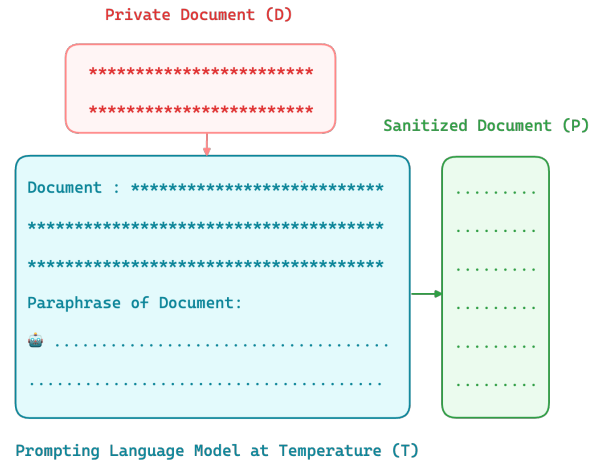 Private Document (D)
************************
************************
Sanitized Document (P)
Document : ***************************
**************************************
**************************************
Paraphrase of Document:
....................................
......................................
.........
.........
.........
.........
.........
.........
Prompting Language Model at Temperature (T)